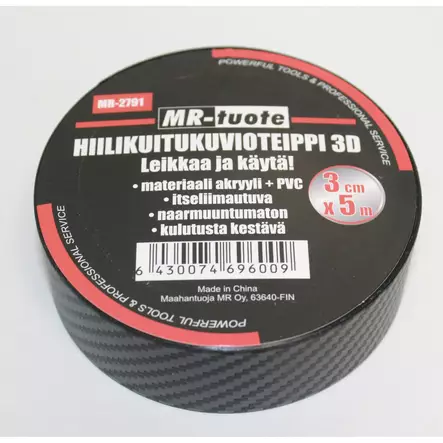 POWERFUL TOOLS & PROFESSIONAL SERVICE
MR-2791
MR-tuote
HIILIKUITUKUVIOTEIPPI 3D
Leikkaa ja käytä!
• materiaali akryyli + PVC
• itseliimautuva
• naarmuuntumaton
• kulutusta kestävä
3 cm
x 5 m
6 430074 696009
Made in China
Maahantuoja MR Oy, 63640-FIN
POWERFUL TOOLS & PROFESSIONAL SERVICE